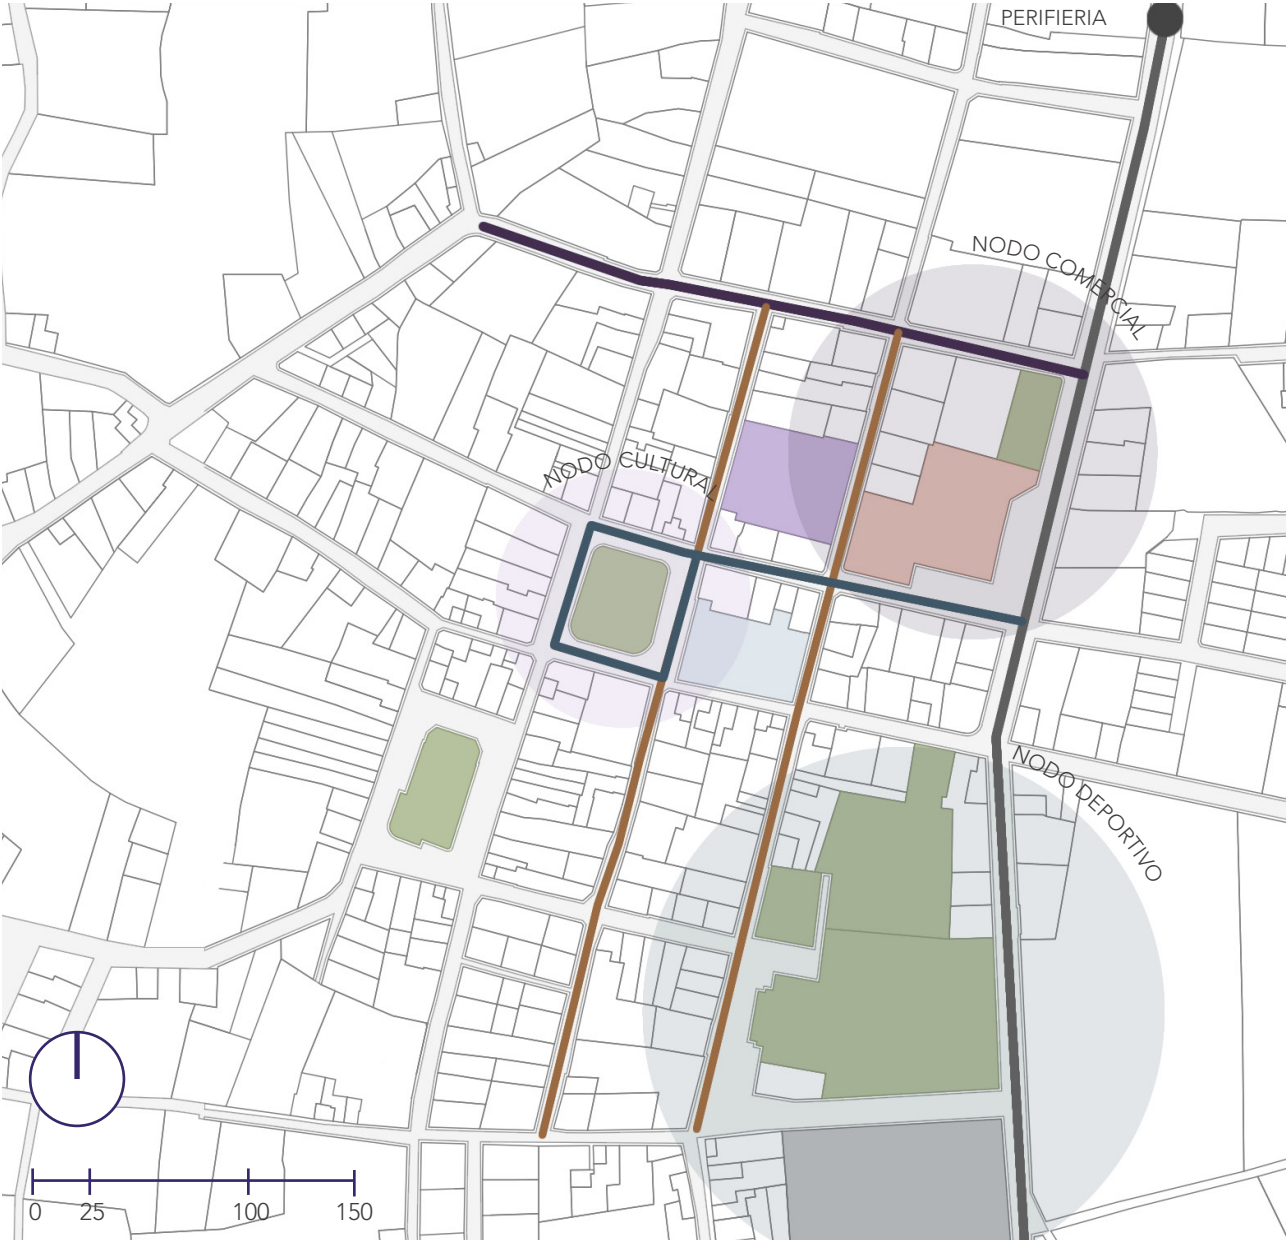 PERIFIERIA
NODO COMERCIAL
NODO CULTURAL
NODO DEPORTIVO
0 25 100 150